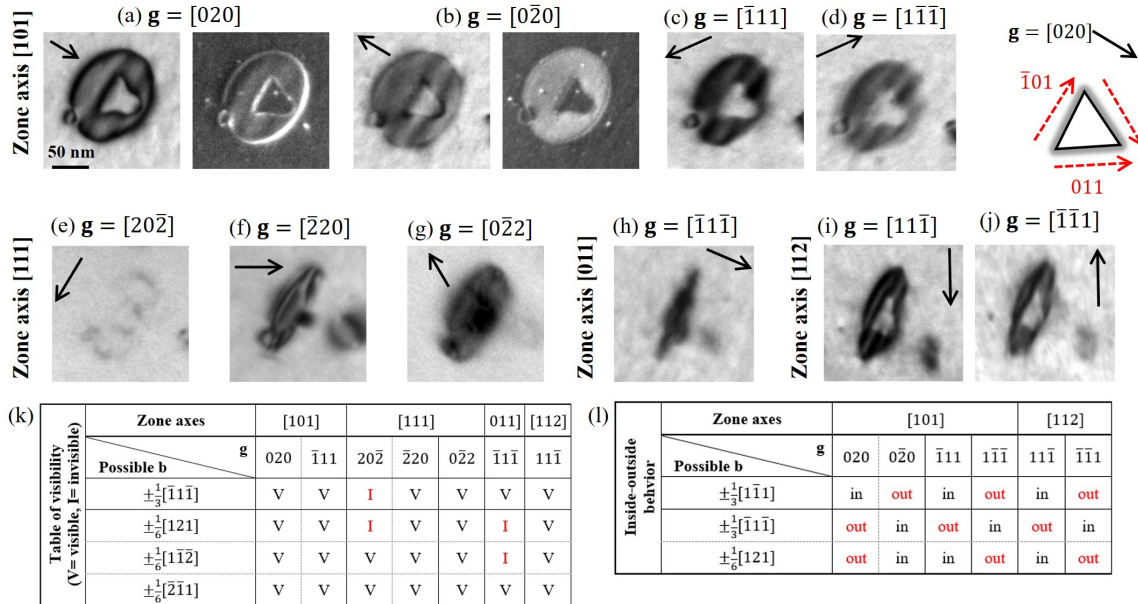 (a) g = [020]
(b) g = [02̄0]
(c) g = [1̄11]
(d) g = [11̄1̄]
Zone axis [101]
50 nm
g = [020]
1̄01
011
(e) g = [202̄]
(f) g = [2̄20]
(g) g = [02̄2]
(h) g = [1̄11̄]
(i) g = [111̄]
(j) g = [1̄1̄1]
Zone axis [111]
Zone axis [011]
Zone axis [112]
(k)
Table of visibility
(V= visible, I= invisible)
Zone axes [101] [111] 011] [112]
g
Possible b
020 1̄11 202̄ 2̄20 02̄2 1̄11̄ 111̄
±1/3[1̄11̄] V V I V V V V
±1/6[121] V V I V V I V
±1/6[11̄2̄] V V V V V I V
±1/6[2̄1̄1] V V V V V V V
(l)
Inside-outside
behvior
Zone axes [101] [112]
g
Possible b
020 02̄0 1̄11 11̄1̄ 111̄ 1̄1̄1
±1/3[11̄1] in out in out in out
±1/3[1̄11̄] out in out in out in
±1/6[121] out in in out in out